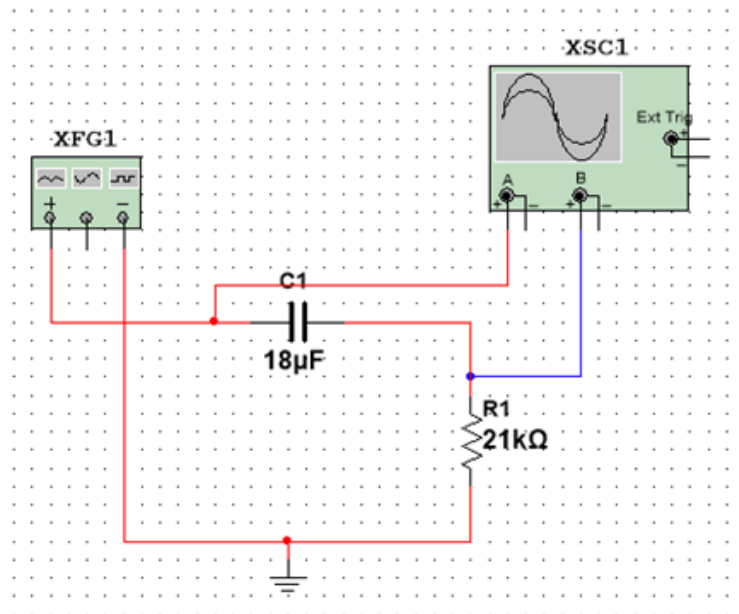 XSC1
Ext Trig
+
−
A
B
+ −
+ −
XFG1
+ −
C1
18µF
R1
21kΩ